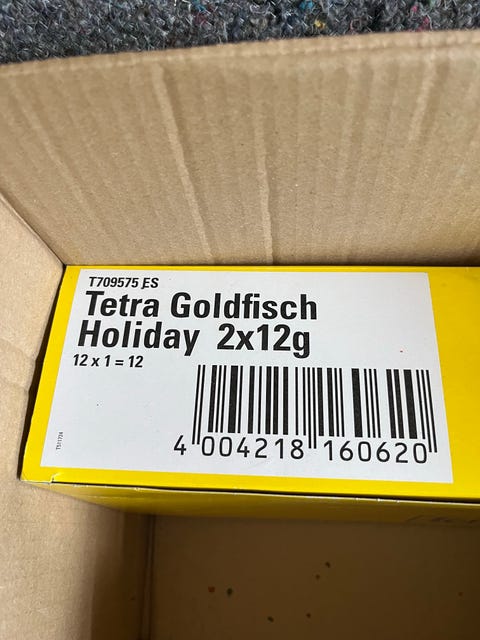 T709575 ES
Tetra Goldfisch
Holiday 2x12g
12 x 1 = 12
4 004218 160620